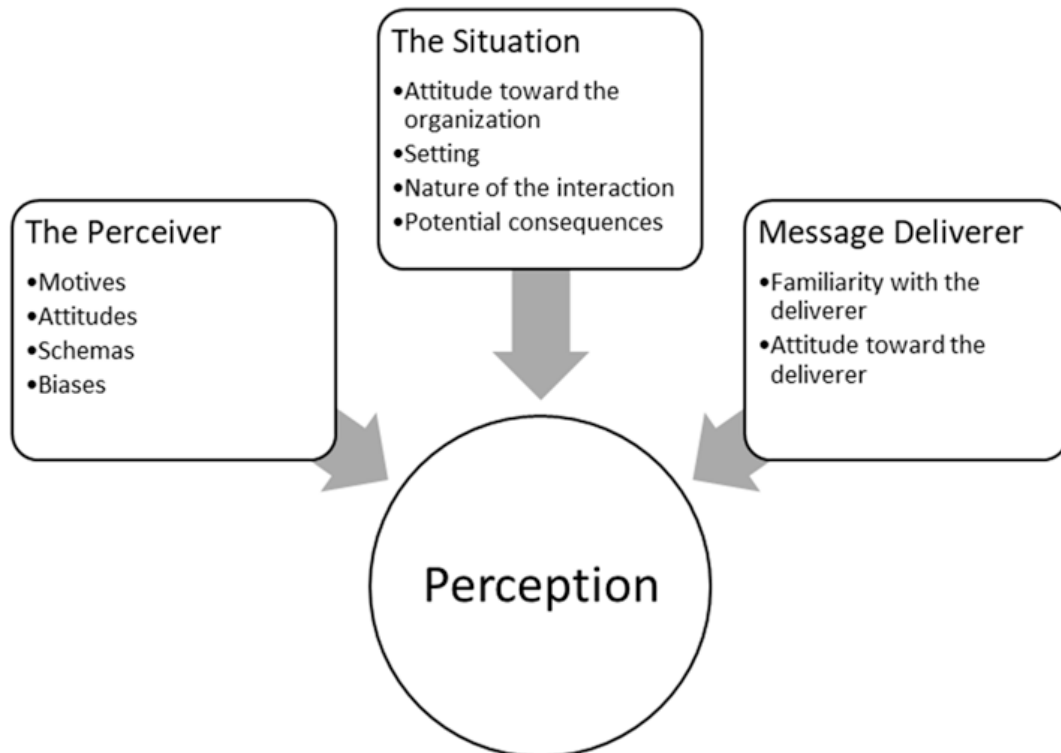 The Situation
•Attitude toward the
organization
•Setting
•Nature of the interaction
•Potential consequences
The Perceiver
•Motives
•Attitudes
•Schemas
•Biases
Message Deliverer
•Familiarity with the
deliverer
•Attitude toward the
deliverer
Perception